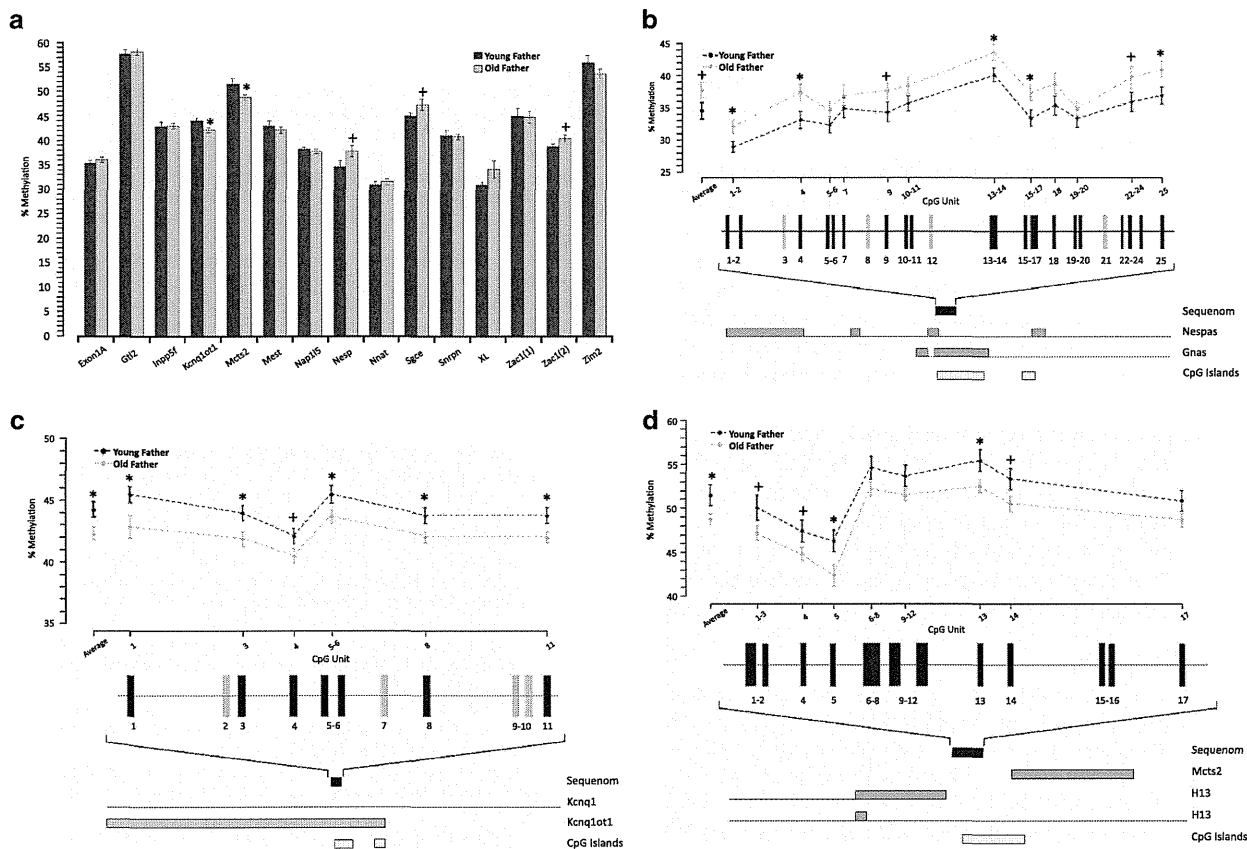 a
60
55
50
45
40
35
30
25
20
15
10
5
0
% Methylation
Young Father
Old Father
* * + + +
Exon1A Gtl2 Inpp5f Kcnq1ot1 Mcts2 Mest Nap1l5 Nesp Nnat Sgce Snrpn XL Zac1(1) Zac1(2) Zim2
b
45
40
35
30
25
% Methylation
Young Father
Old Father
+ * * + * * + *
Average 1-2 4 5-6 7 9 10-11 13-14 15-17 18 19-20 22-24 25
CpG Unit
1-2 3 4 5-6 7 8 9 10-11 12 13-14 15-17 18 19-20 21 22-24 25
Sequenom
Nespas
Gnas
CpG Islands
c
50
45
40
35
% Methylation
Young Father
Old Father
* * * + * * *
Average 1 3 4 5-6 8 11
CpG Unit
1 2 3 4 5-6 7 8 9-10 11
Sequenom
Kcnq1
Kcnq1ot1
CpG Islands
d
60
55
50
45
40
% Methylation
Young Father
Old Father
* + + * * +
Average 1-3 4 5 6-8 9-12 13 14 17
CpG Unit
1-2 4 5 6-8 9-12 13 14 15-16 17
Sequenom
Mcts2
H13
H13
CpG Islands